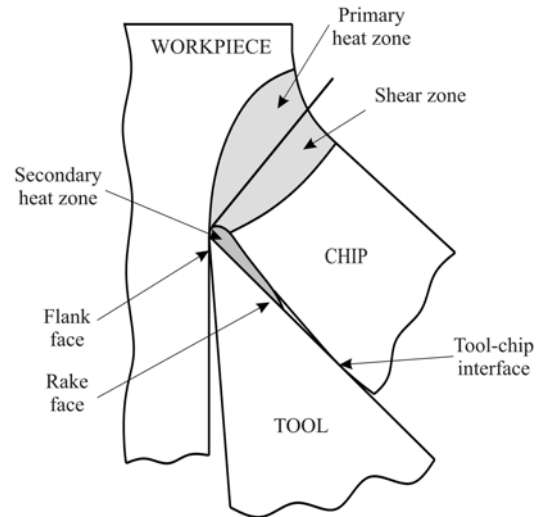 Primary
heat zone
WORKPIECE
Shear zone
Secondary
heat zone
CHIP
Flank
face
Tool-chip
interface
Rake
face
TOOL